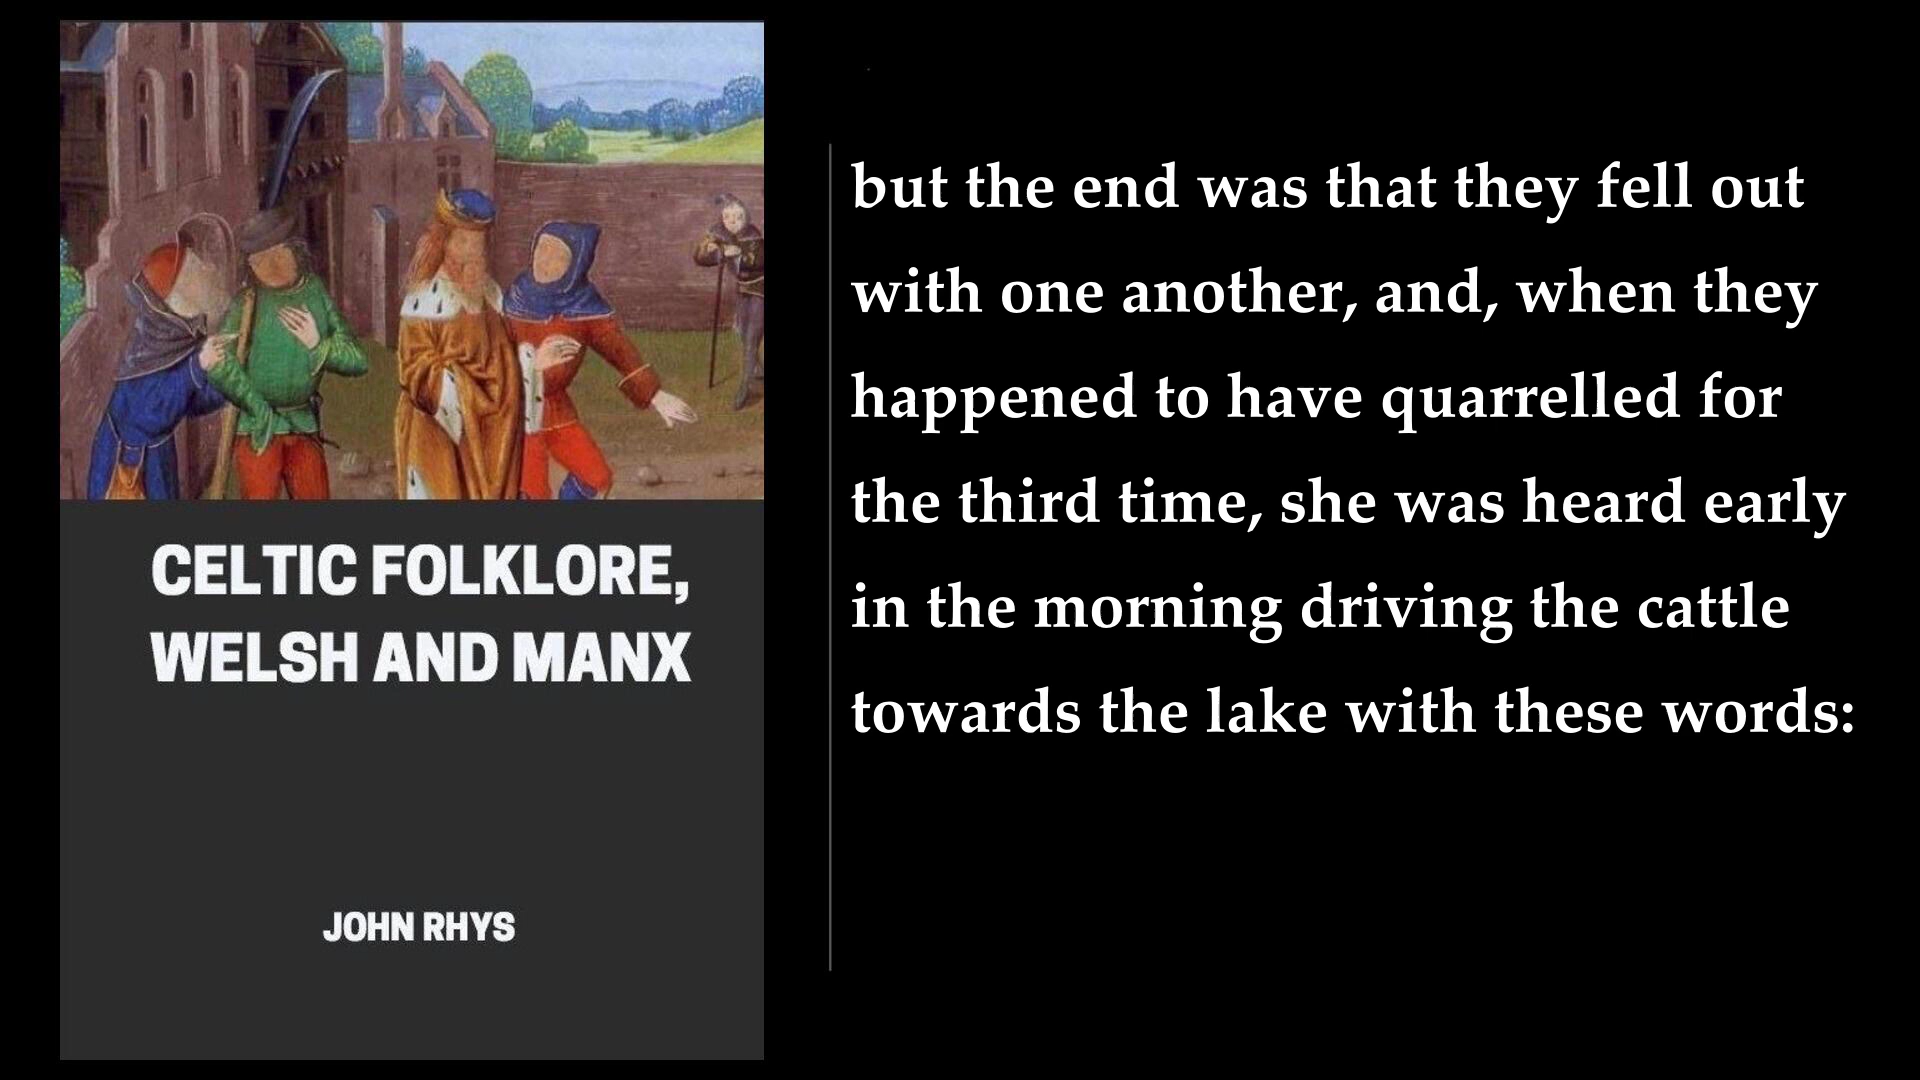 CELTIC FOLKLORE,
WELSH AND MANX
JOHN RHYS
but the end was that they fell out
with one another, and, when they
happened to have quarrelled for
the third time, she was heard early
in the morning driving the cattle
towards the lake with these words: